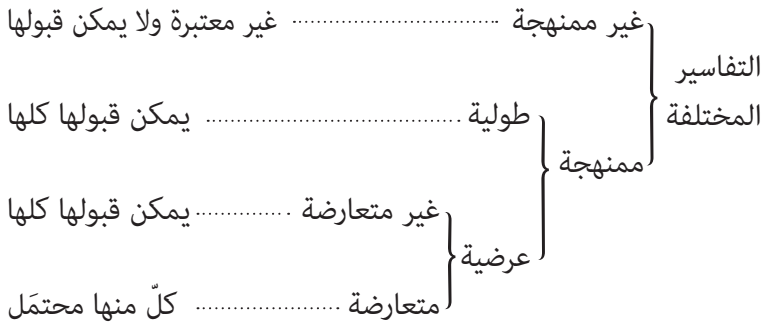 غير ممنهجة ........................... غير معتبرة ولا يمكن قبولها
التفاسير
المختلفة
طولية ........................... يمكن قبولها كلها
ممنهجة
غير متعارضة .............. يمكن قبولها كلها
عرضية
متعارضة ................... كلّ منها محتمَل